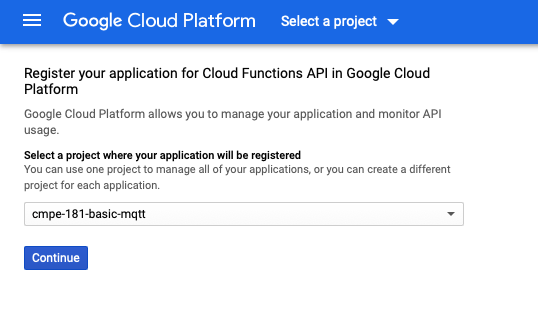 Google Cloud Platform Select a project
Register your application for Cloud Functions API in Google Cloud
Platform
Google Cloud Platform allows you to manage your application and monitor API
usage.
Select a project where your application will be registered
You can use one project to manage all of your applications, or you can create a different
project for each application.
cmpe-181-basic-mqtt
Continue